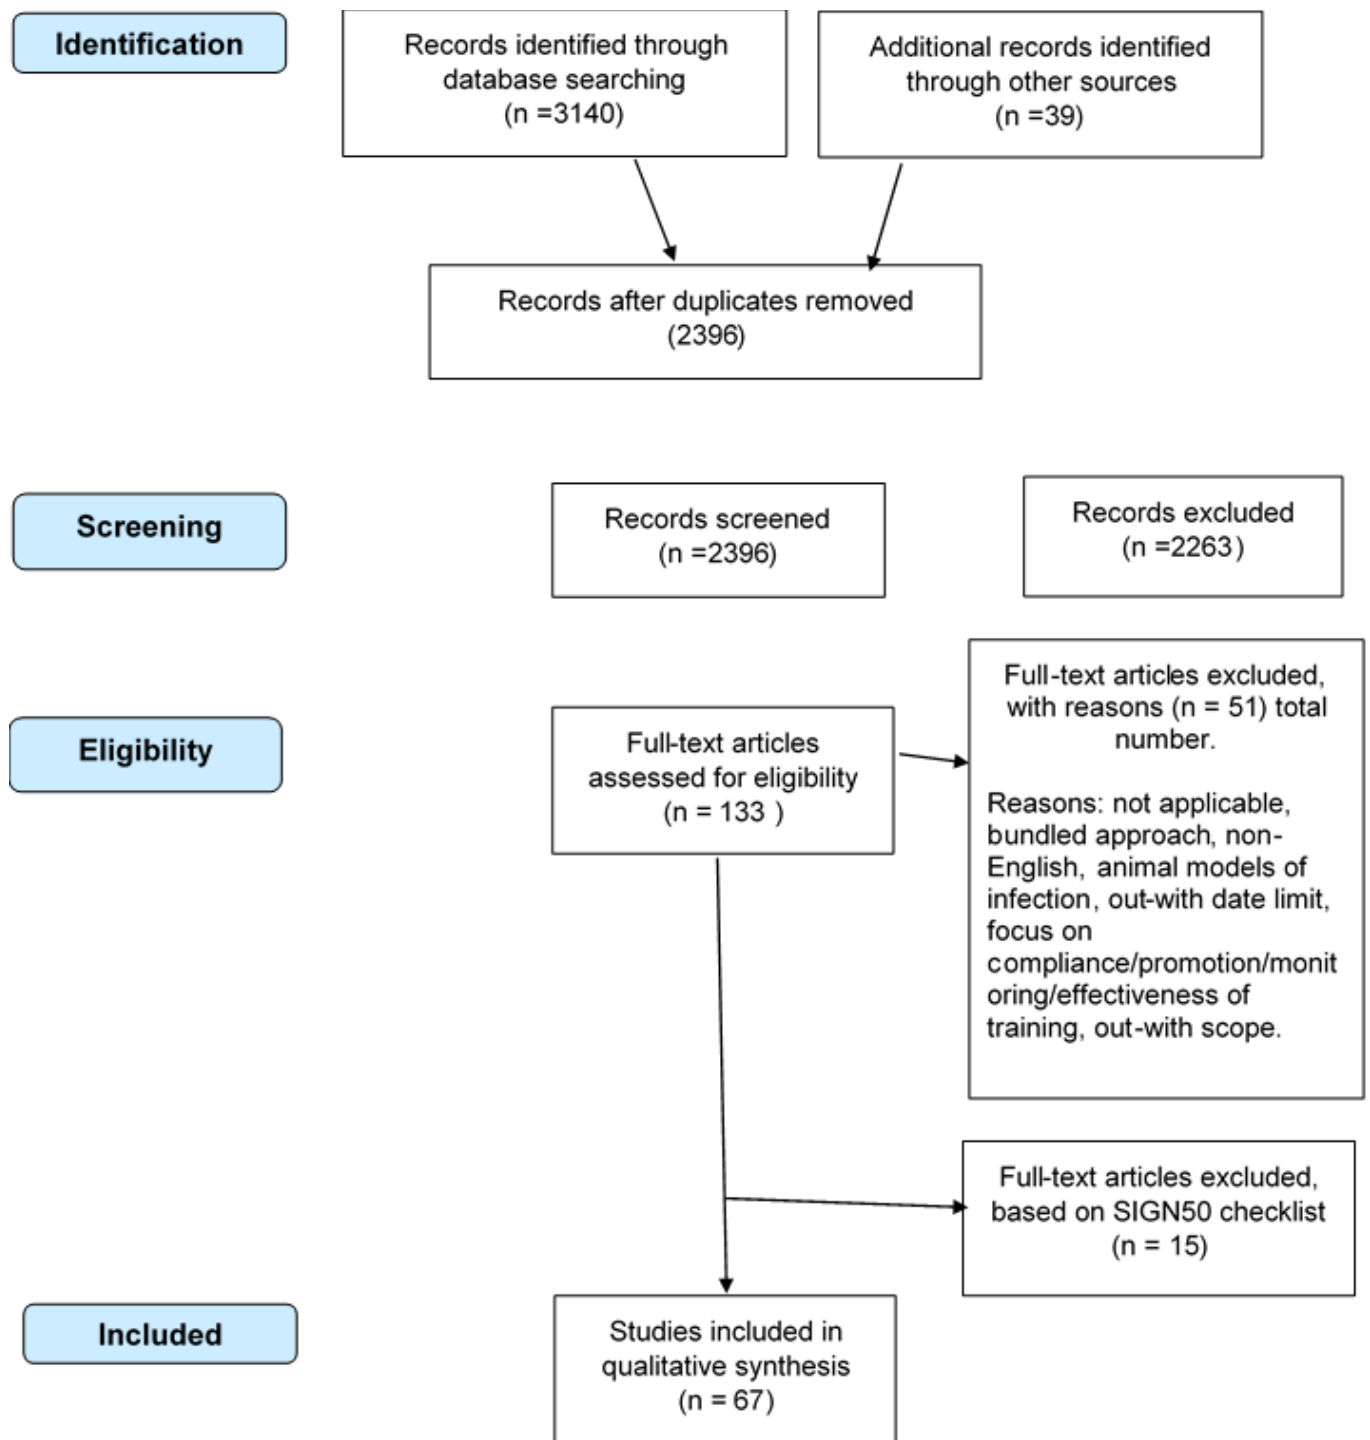 Identification
Records identified through
database searching
(n =3140)
Additional records identified
through other sources
(n =39)
Records after duplicates removed
(2396)
Screening
Records screened
(n =2396)
Records excluded
(n =2263 )
Eligibility
Full-text articles
assessed for eligibility
(n = 133 )
Full-text articles excluded,
with reasons (n = 51) total
number.
Reasons: not applicable,
bundled approach, non-
English, animal models of
infection, out-with date limit,
focus on
compliance/promotion/monit
oring/effectiveness of
training, out-with scope.
Full-text articles excluded,
based on SIGN50 checklist
(n = 15)
Included
Studies included in
qualitative synthesis
(n = 67)